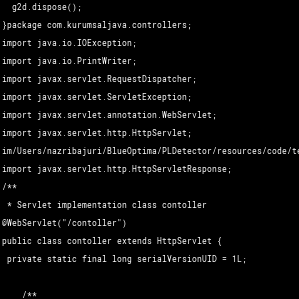 g2d.dispose();
}package com.kurumsaljava.controllers;
import java.io.IOException;
import java.io.PrintWriter;
import javax.servlet.RequestDispatcher;
import javax.servlet.ServletException;
import javax.servlet.annotation.WebServlet;
import javax.servlet.http.HttpServlet;
im/Users/nazribajuri/BlueOptima/PLDetector/resources/code/te
import javax.servlet.http.HttpServletResponse;
/**
* Servlet implementation class contoller
@WebServlet("/contoller")
public class contoller extends HttpServlet {
private static final long serialVersionUID = 1L;
/**